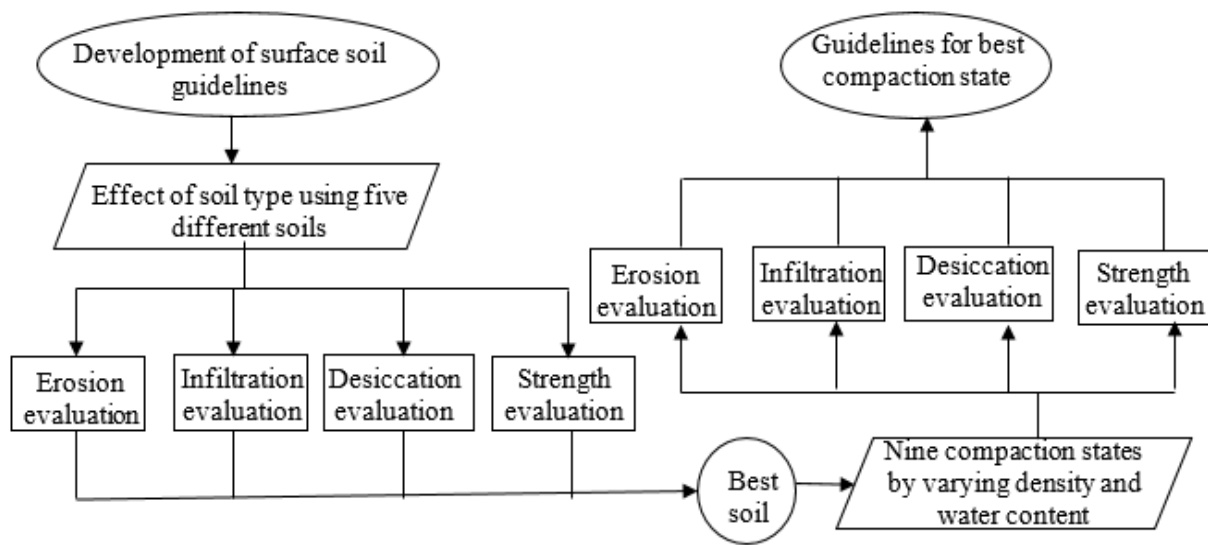 Development of surface soil
guidelines
Effect of soil type using five
different soils
Erosion
evaluation
Infiltration
evaluation
Desiccation
evaluation
Strength
evaluation
Best
soil
Nine compaction states
by varying density and
water content
Erosion
evaluation
Infiltration
evaluation
Desiccation
evaluation
Strength
evaluation
Guidelines for best
compaction state